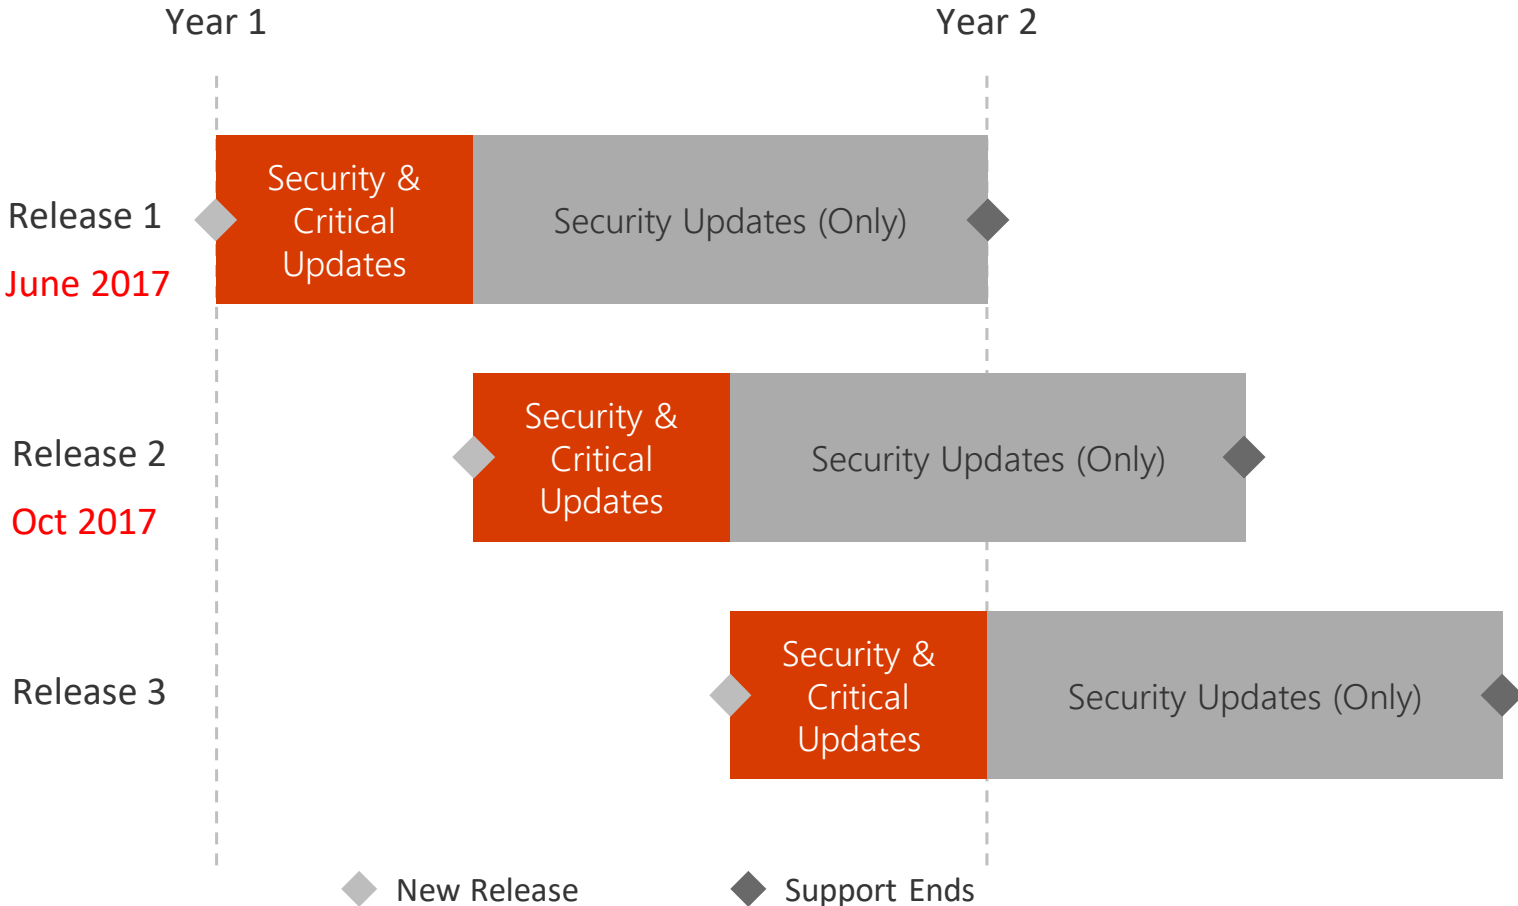 Year 1
Year 2
Release 1
June 2017
Security &
Critical
Updates
Security Updates (Only)
Release 2
Oct 2017
Security &
Critical
Updates
Security Updates (Only)
Release 3
Security &
Critical
Updates
Security Updates (Only)
New Release
Support Ends